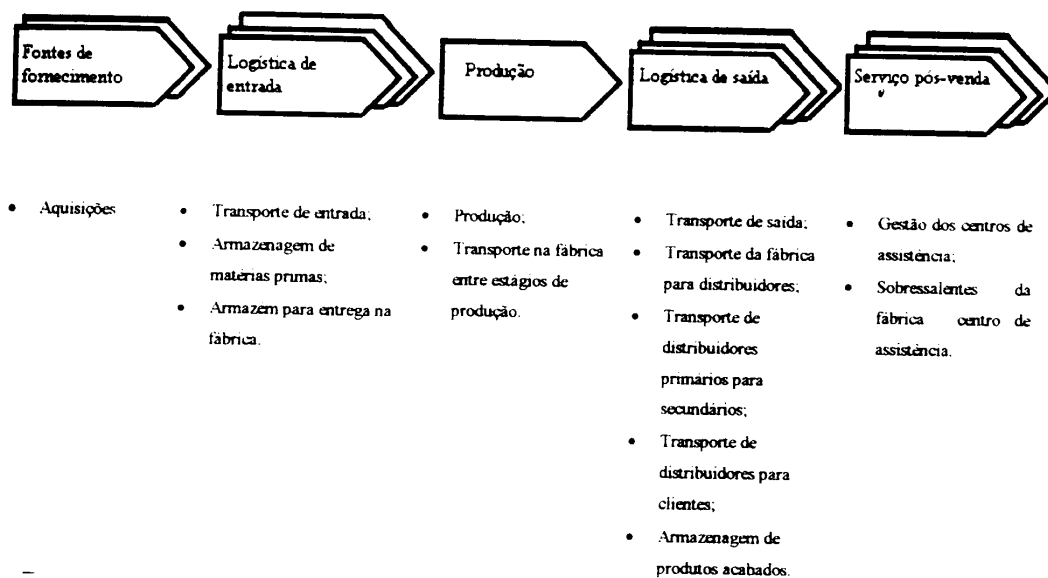 Fontes de
fornecimento
Logística de
entrada
Produção
Logística de saída
Serviço pós-venda
• Aquisições
• Transporte de entrada;
• Armazenagem de
matérias primas;
• Armazem para entrega na
fábrica.
• Produção;
• Transporte na fábrica
entre estágios de
produção.
• Transporte de saída;
• Transporte da fábrica
para distribuidores;
• Transporte de
distribuidores
primários para
secundários;
• Transporte de
distribuidores para
clientes;
• Armazenagem de
produtos acabados.
• Gestão dos centros de
assistência;
• Sobressalentes da
fábrica centro de
assistência.